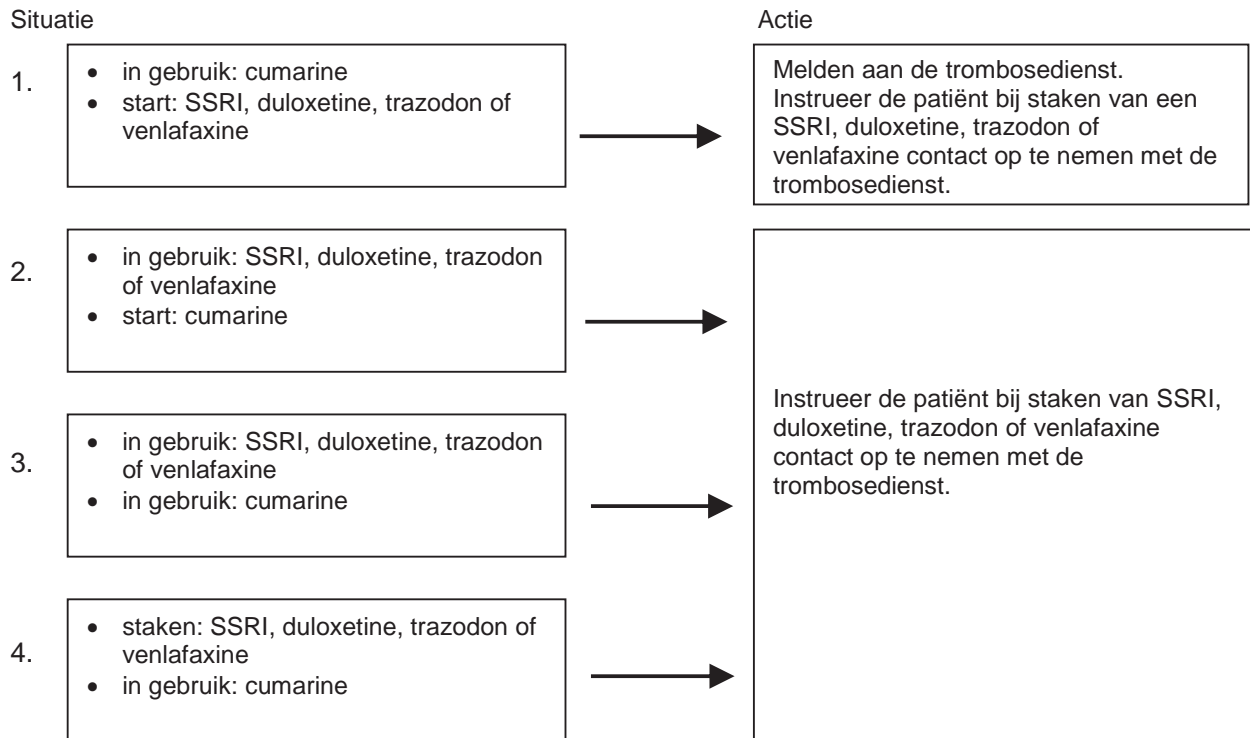 Situatie
Actie
1.
• in gebruik: cumarine
• start: SSRI, duloxetine, trazodon of
venlafaxine
Melden aan de trombosedienst.
Instrueer de patiënt bij staken van een
SSRI, duloxetine, trazodon of
venlafaxine contact op te nemen met de
trombosedienst.
2.
• in gebruik: SSRI, duloxetine, trazodon
of venlafaxine
• start: cumarine
3.
• in gebruik: SSRI, duloxetine, trazodon
of venlafaxine
• in gebruik: cumarine
Instrueer de patiënt bij staken van SSRI,
duloxetine, trazodon of venlafaxine
contact op te nemen met de
trombosedienst.
4.
• staken: SSRI, duloxetine, trazodon of
venlafaxine
• in gebruik: cumarine